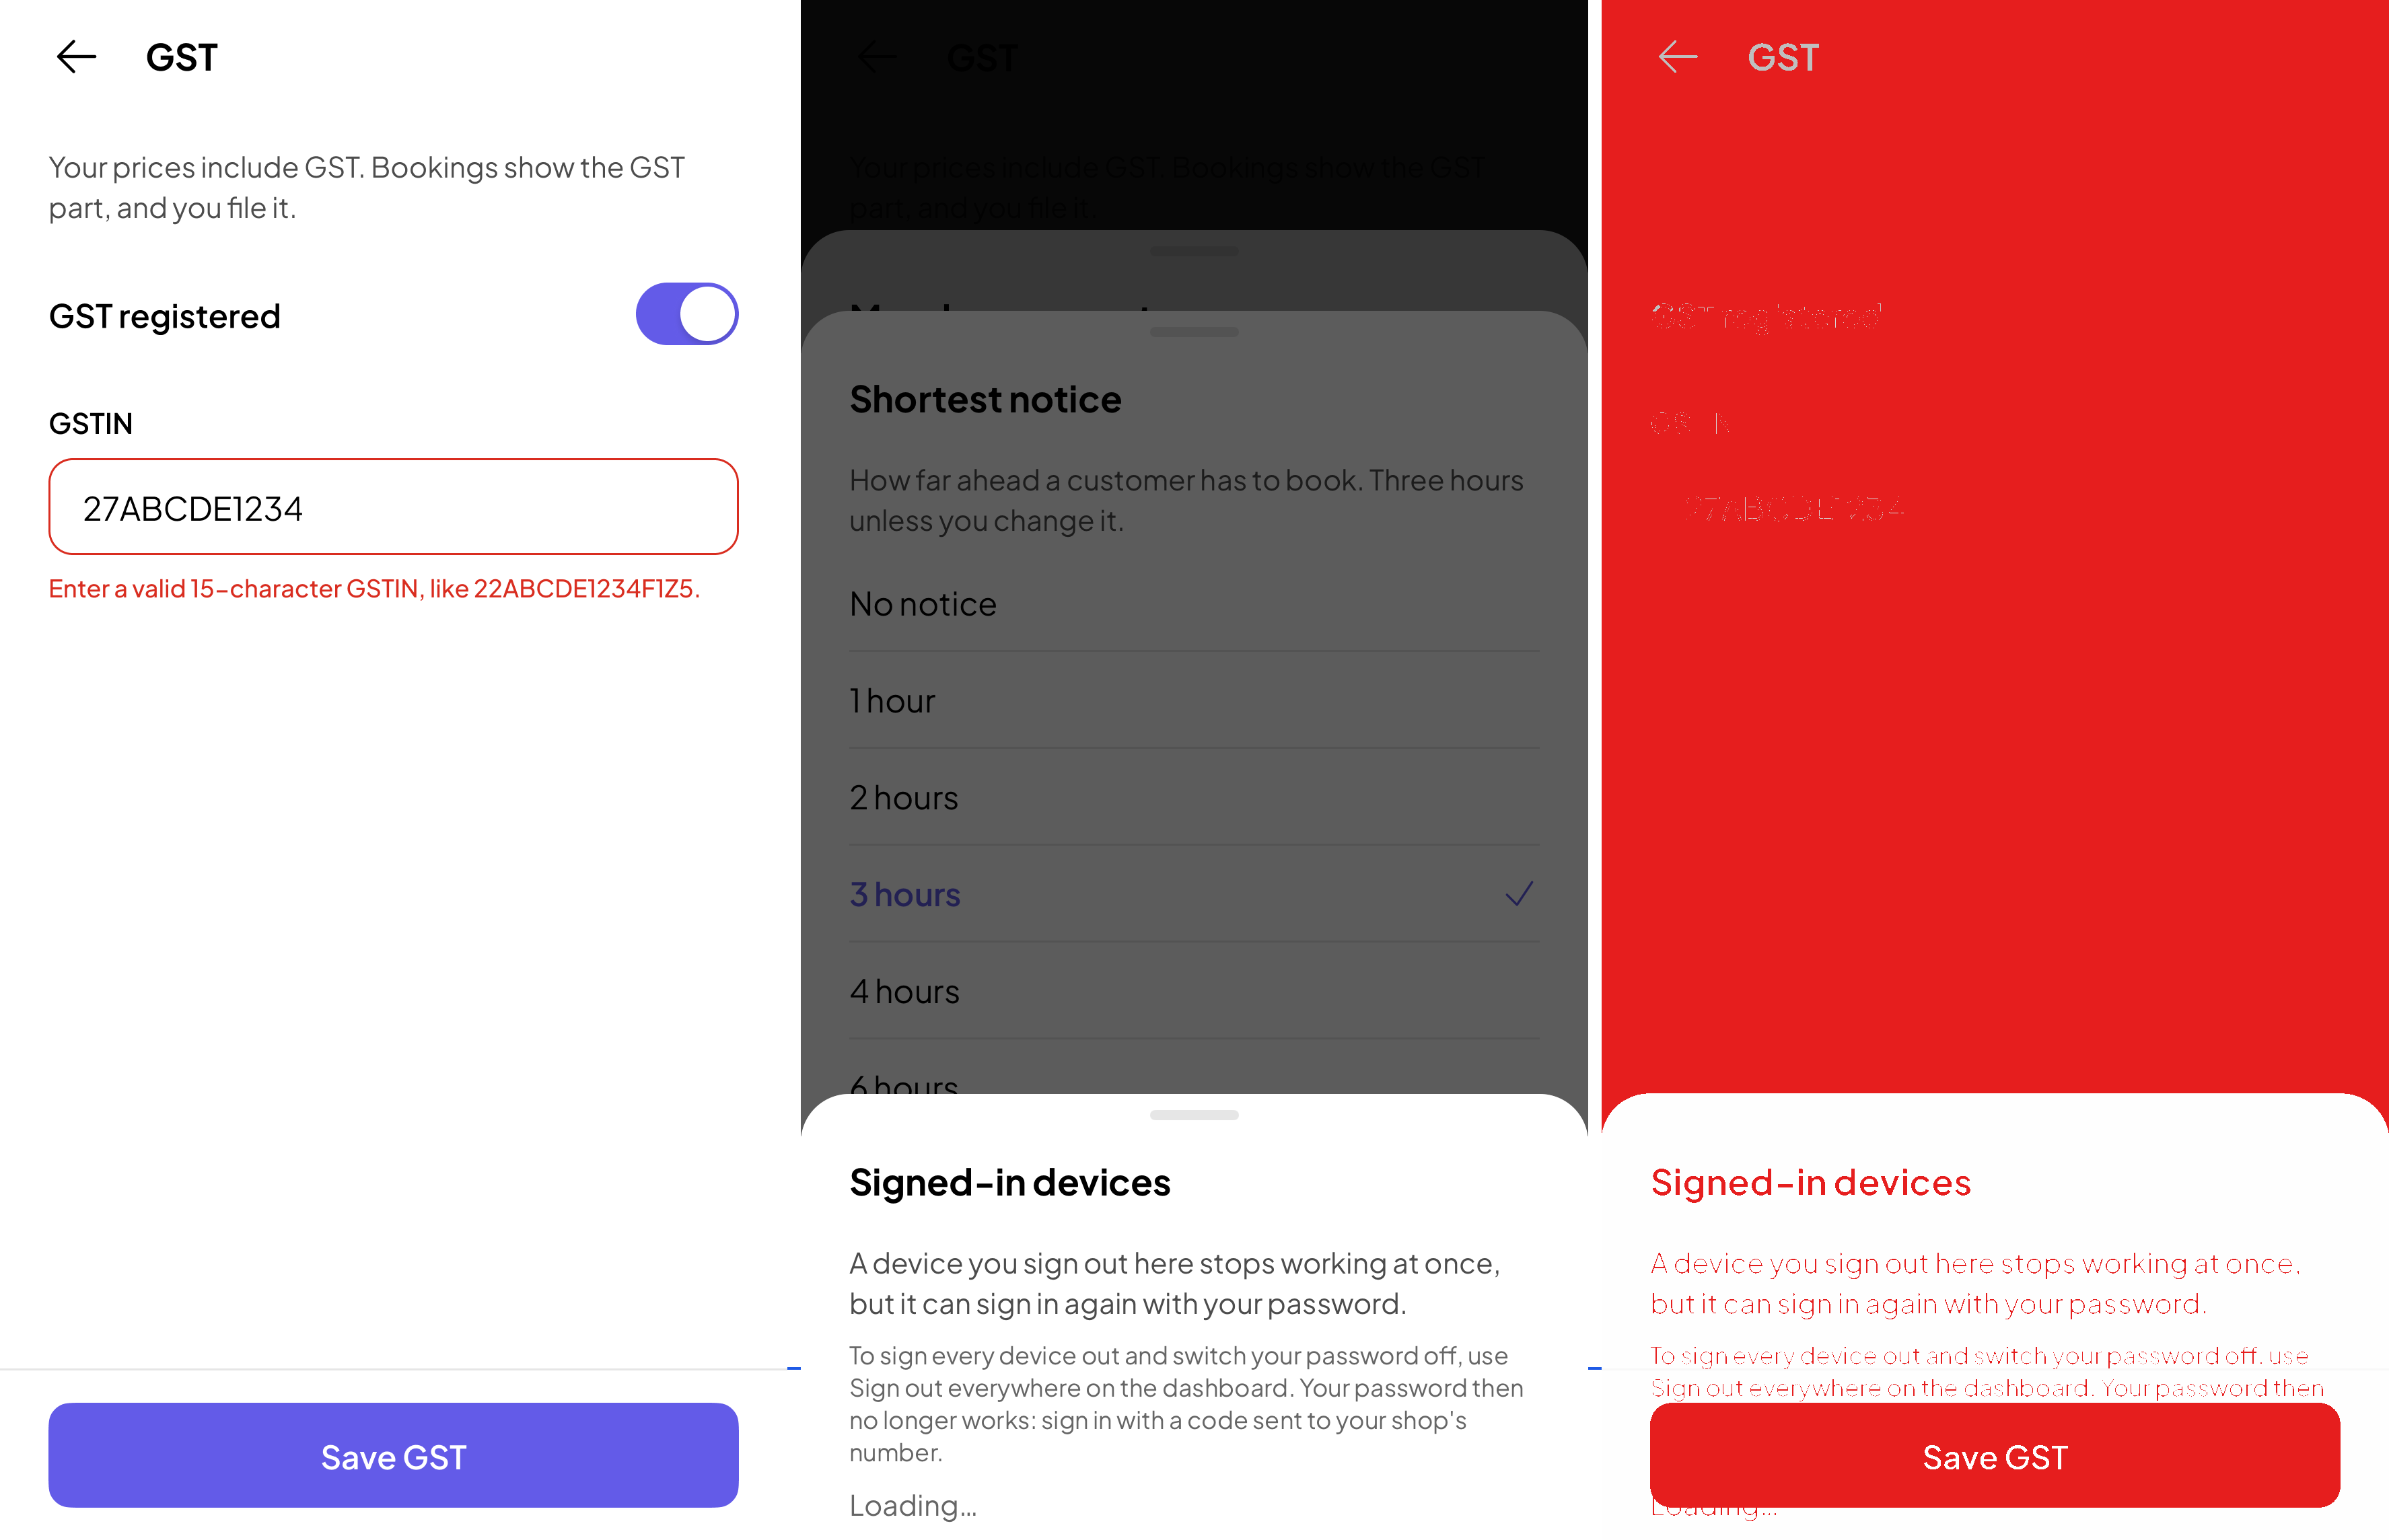 GST
Your prices include GST. Bookings show the GST
part, and you file it.
GST registered
GSTIN
27ABCDE1234
Enter a valid 15-character GSTIN, like 22ABCDE1234F1Z5.
Save GST
GST
Your prices include GST. Bookings show the GST
part, and you file it.
Shortest notice
How far ahead a customer has to book. Three hours
unless you change it.
No notice
1 hour
2 hours
3 hours
4 hours
6 hours
Signed-in devices
A device you sign out here stops working at once,
but it can sign in again with your password.
To sign every device out and switch your password off, use
Sign out everywhere on the dashboard. Your password then
no longer works: sign in with a code sent to your shop's
number.
Loading...
GST
GST registered
GSTIN
27ABCDE1234
Signed-in devices
A device you sign out here stops working at once,
but it can sign in again with your password.
To sign every device out and switch your password off, use
Sign out everywhere on the dashboard. Your password then
Save GST
Loading...